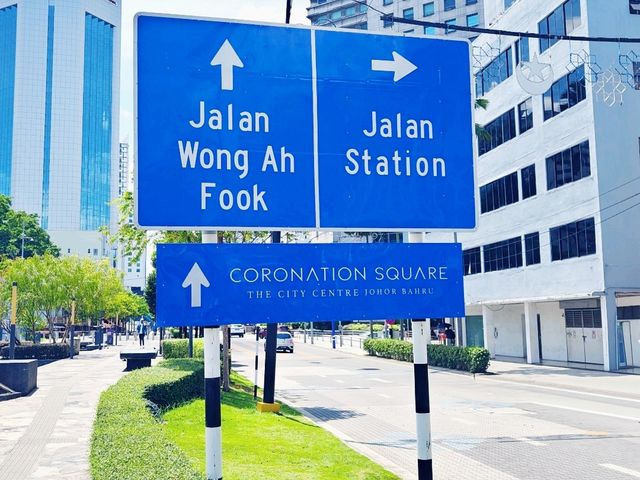 Jalan
Wong Ah
Fook
Jalan
Station
CORONATION SQUARE
THE CITY CENTRE JOHOR BAHRU